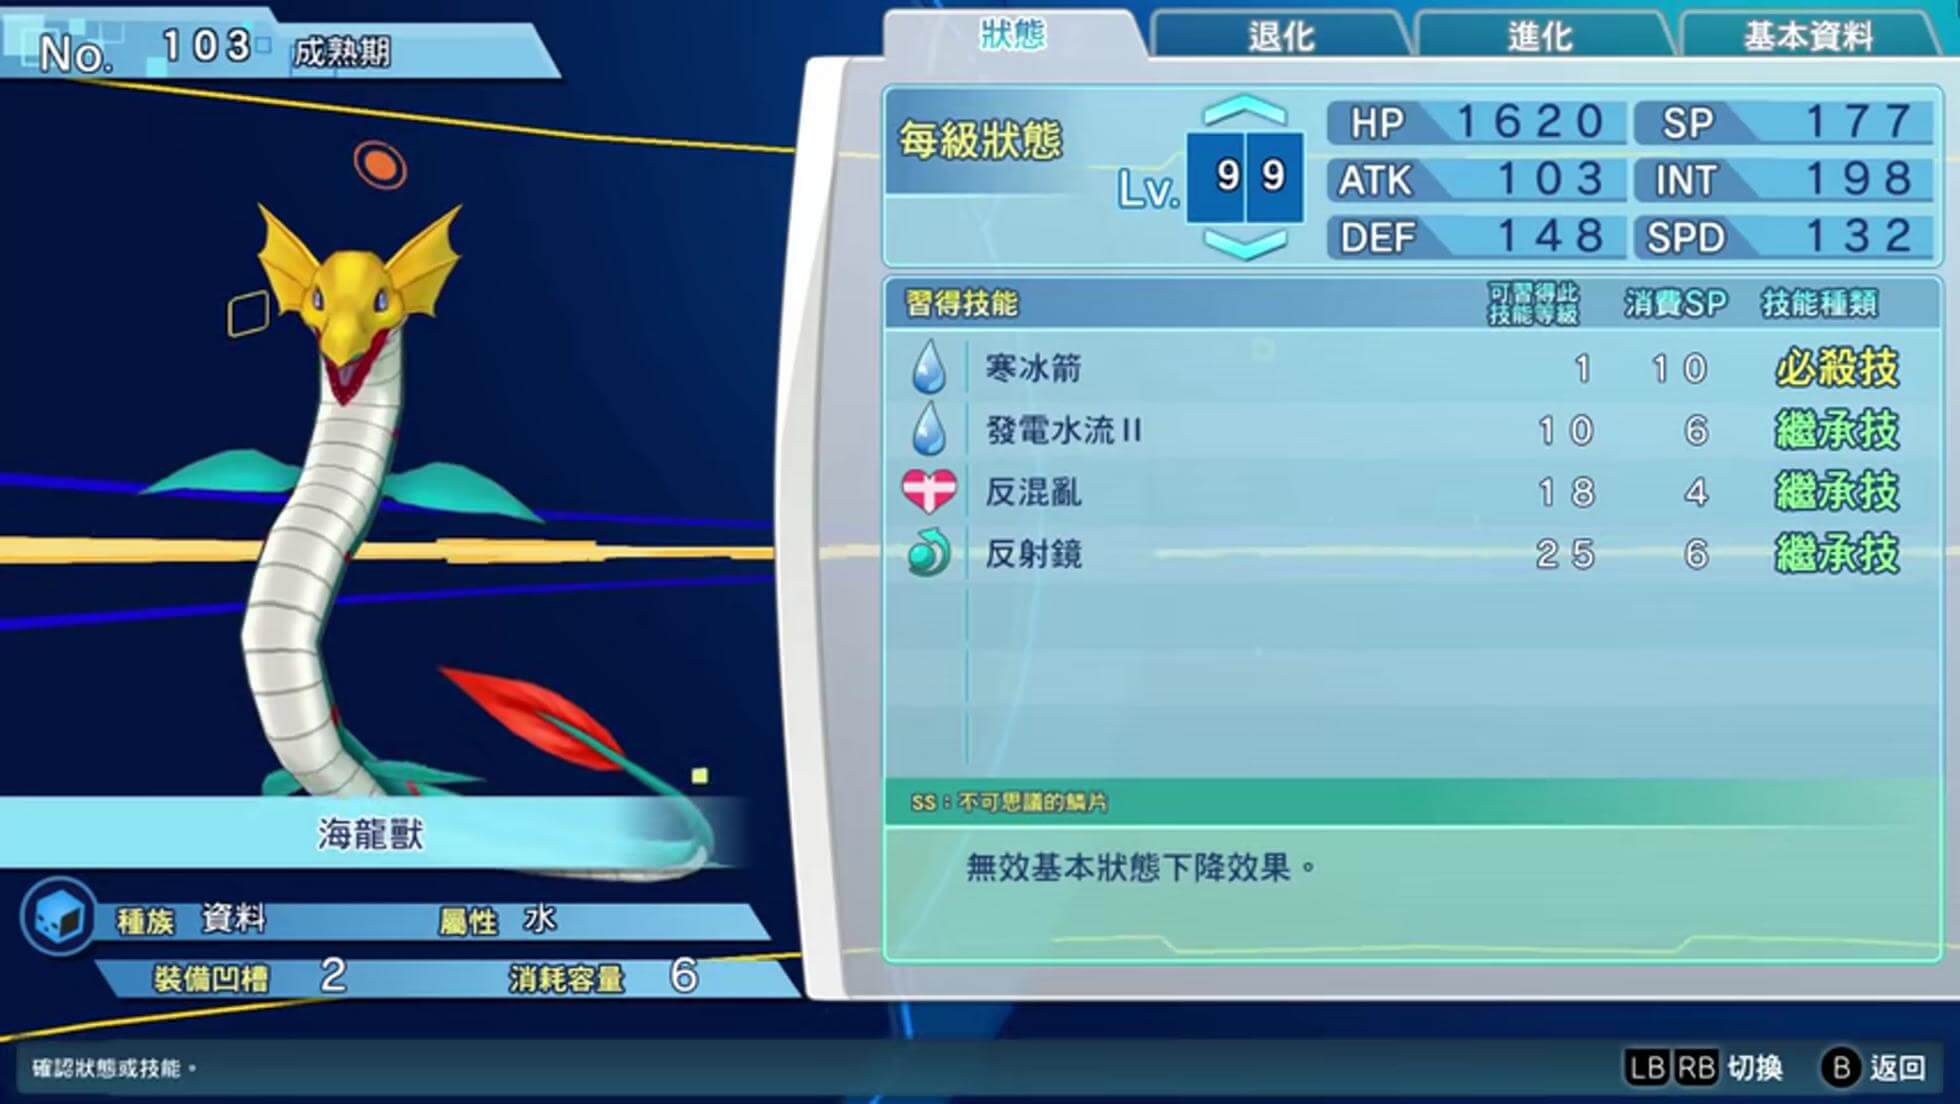 No. 103 成熟期
狀態 退化 進化 基本資料
每級狀態 Lv. 99
HP 1620 SP 177
ATK 103 INT 198
DEF 148 SPD 132
習得技能 可習得此技能等級 消費SP 技能種類
寒冰箭 1 10 必殺技
發電水流II 10 6 繼承技
反混亂 18 4 繼承技
反射鏡 25 6 繼承技
SS：不可思議的鱗片
無效基本狀態下降效果。
海龍獸
種族 資料 屬性 水
裝備凹槽 2 消耗容量 6
確認狀態或技能。
LB RB 切換 B 返回